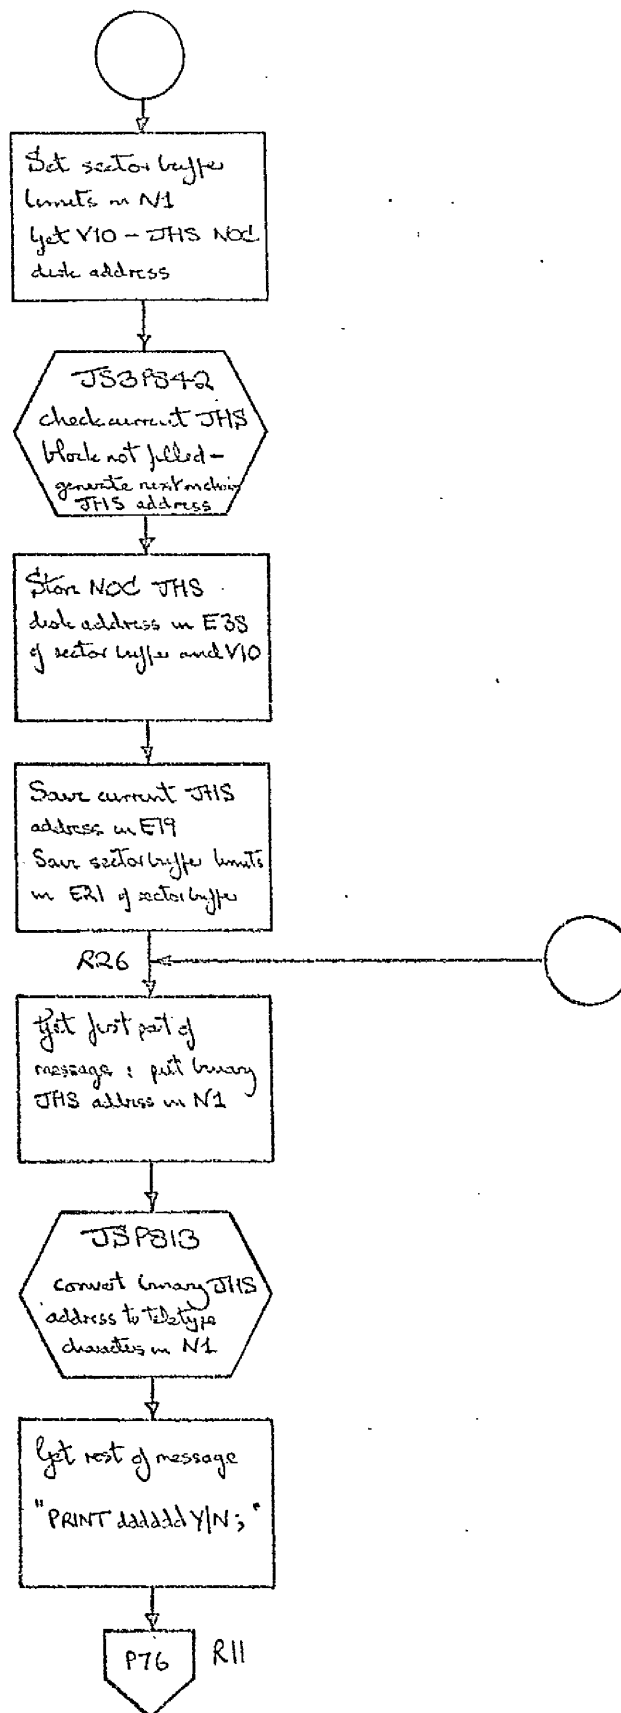 Set sector buffer
limits in N1
Get V10 - JHS NOC
disk address
JS3PS42
check current JHS
block not filled -
generate next in chain
JHS address
Store NOC JHS
disk address in E38
of sector buffer and V10
Save current JHS
address in E19
Save sector buffer limits
in E21 of sector buffer
R26
Get first part of
message : put binary
JHS address in N1
JSPS13
convert binary JHS
address to teletype
characters in N1
Get rest of message
"PRINT dddddd Y/N;"
P76 R11